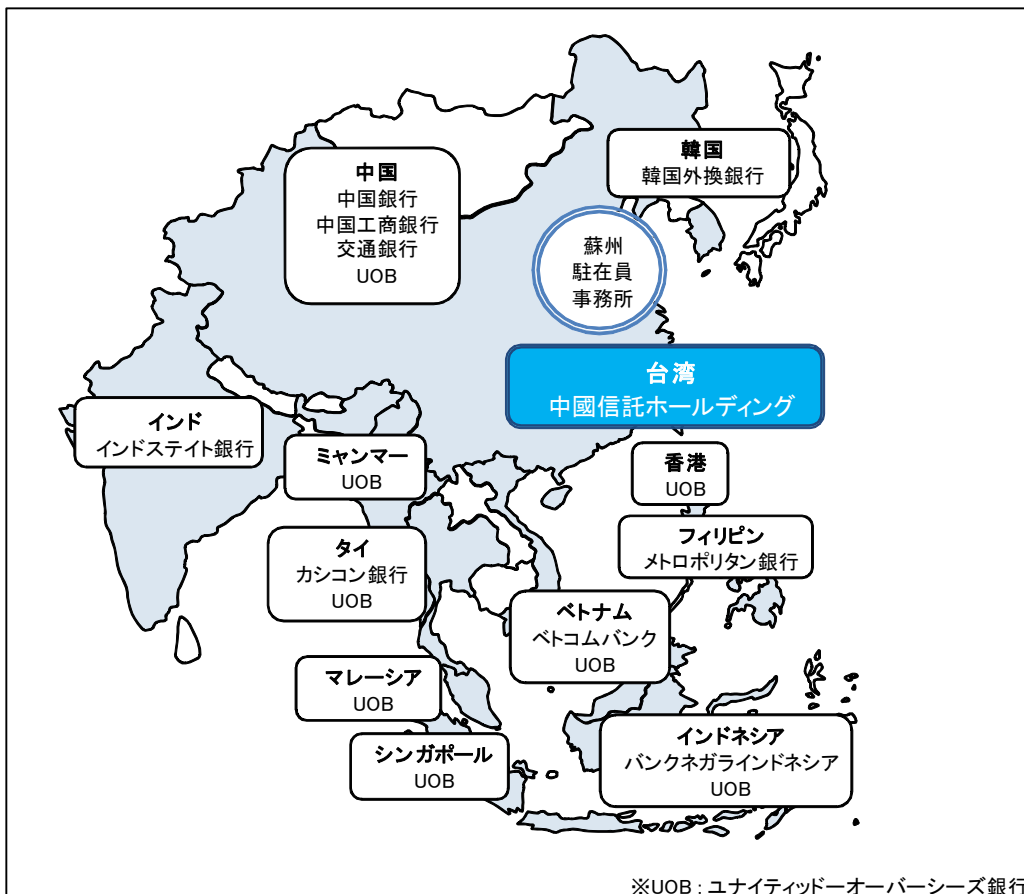 韓国
韓国外換銀行
中国
中国銀行
中国工商銀行
交通銀行
UOB
蘇州
駐在員
事務所
台湾
中國信託ホールディング
インド
インドステイト銀行
ミャンマー
UOB
香港
UOB
フィリピン
メトロポリタン銀行
タイ
カシコン銀行
UOB
ベトナム
ベトコムバンク
UOB
マレーシア
UOB
シンガポール
UOB
インドネシア
バンクネガラインドネシア
UOB
※UOB：ユナイティッドーオーバーシーズ銀行